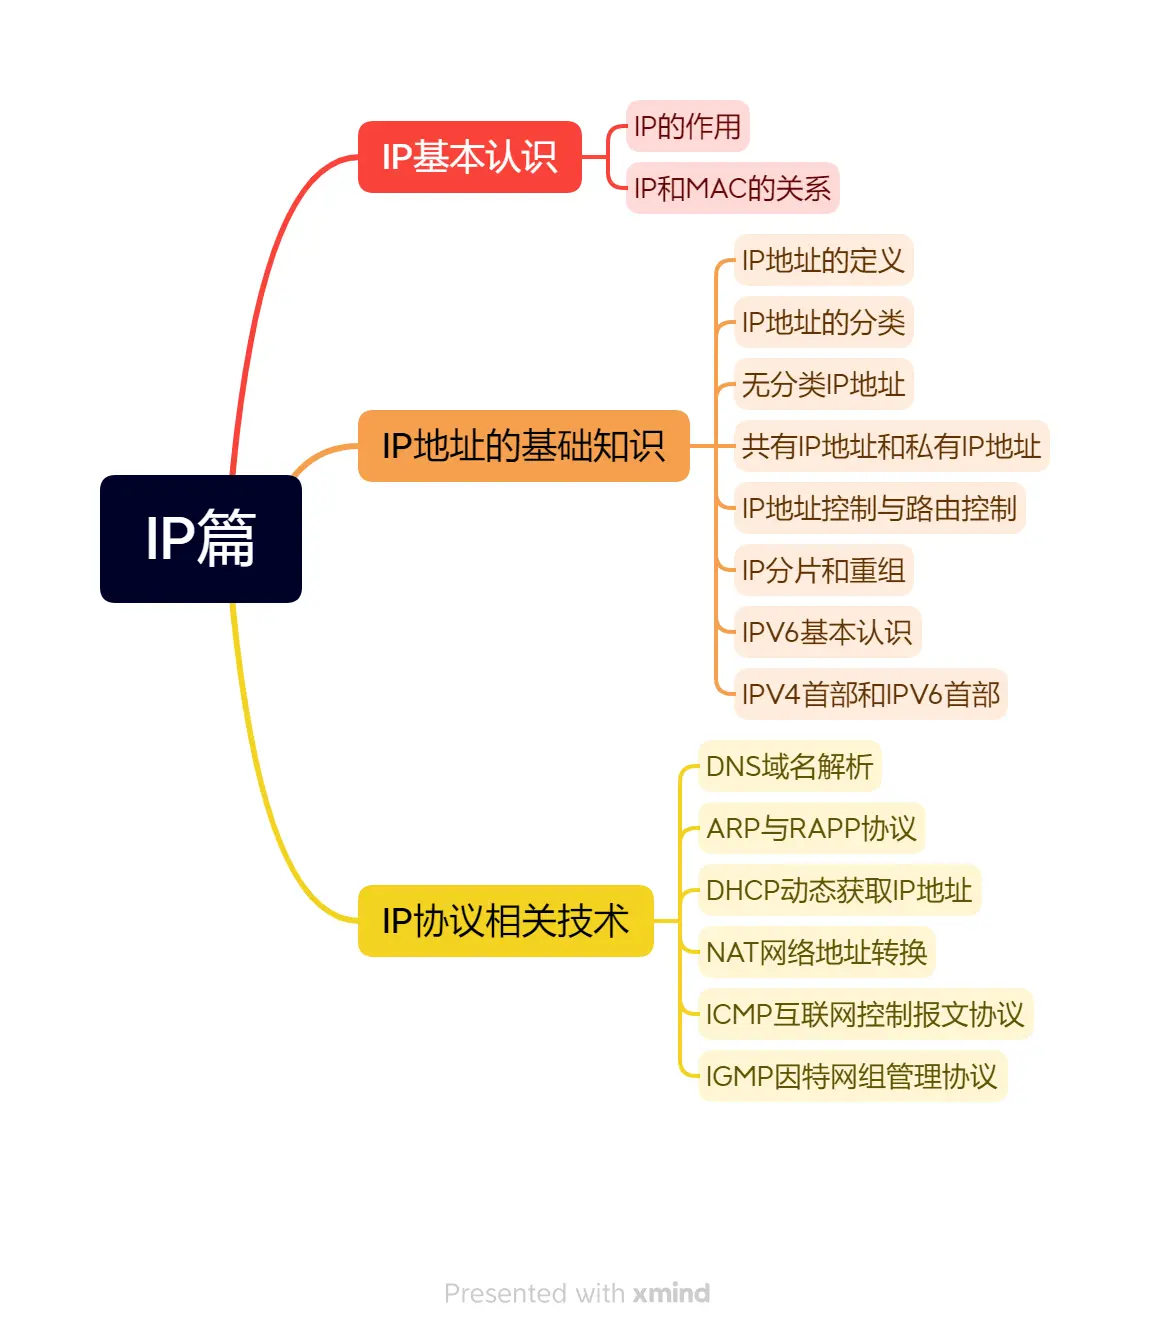 IP篇
IP基本认识
IP的作用
IP和MAC的关系
IP地址的基础知识
IP地址的定义
IP地址的分类
无分类IP地址
共有IP地址和私有IP地址
IP地址控制与路由控制
IP分片和重组
IPV6基本认识
IPV4首部和IPV6首部
IP协议相关技术
DNS域名解析
ARP与RAPP协议
DHCP动态获取IP地址
NAT网络地址转换
ICMP互联网控制报文协议
IGMP因特网组管理协议
Presented with xmind